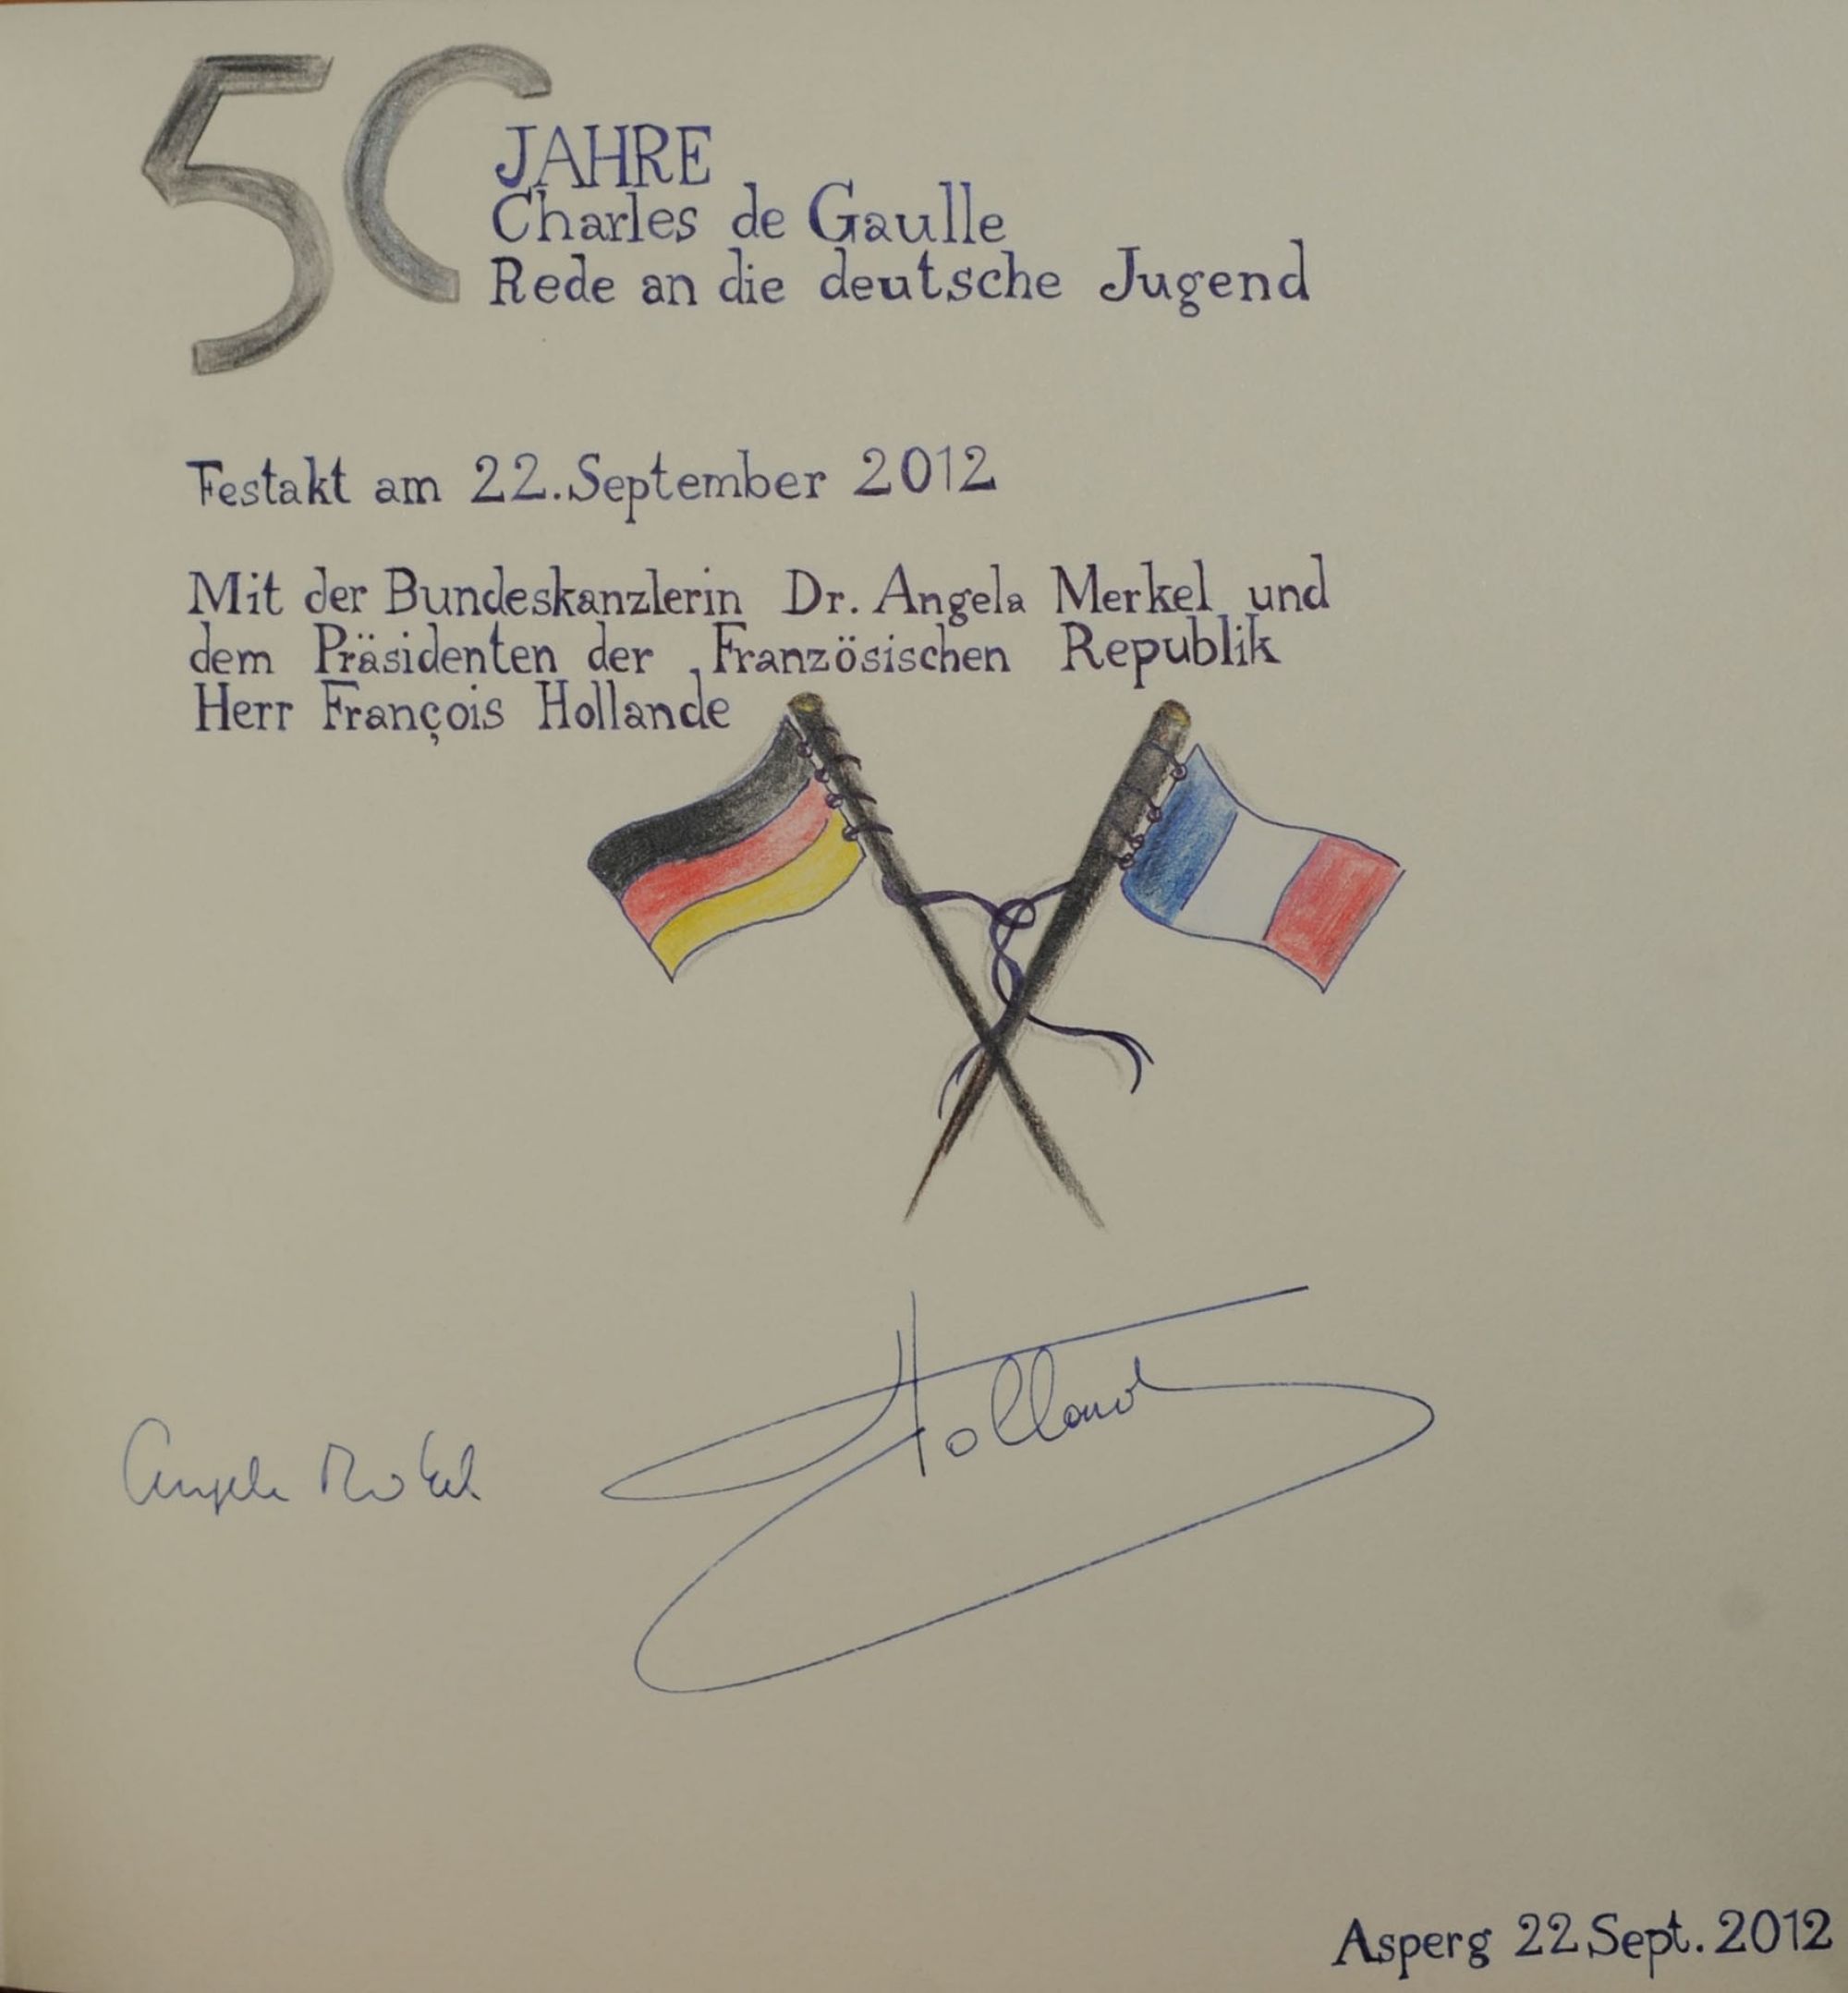 50 JAHRE
Charles de Gaulle
Rede an die deutsche Jugend
Festakt am 22. September 2012
Mit der Bundeskanzlerin Dr. Angela Merkel und
dem Präsidenten der Französischen Republik
Herr François Hollande
Angela Merkel
Hollande
Asperg 22 Sept. 2012